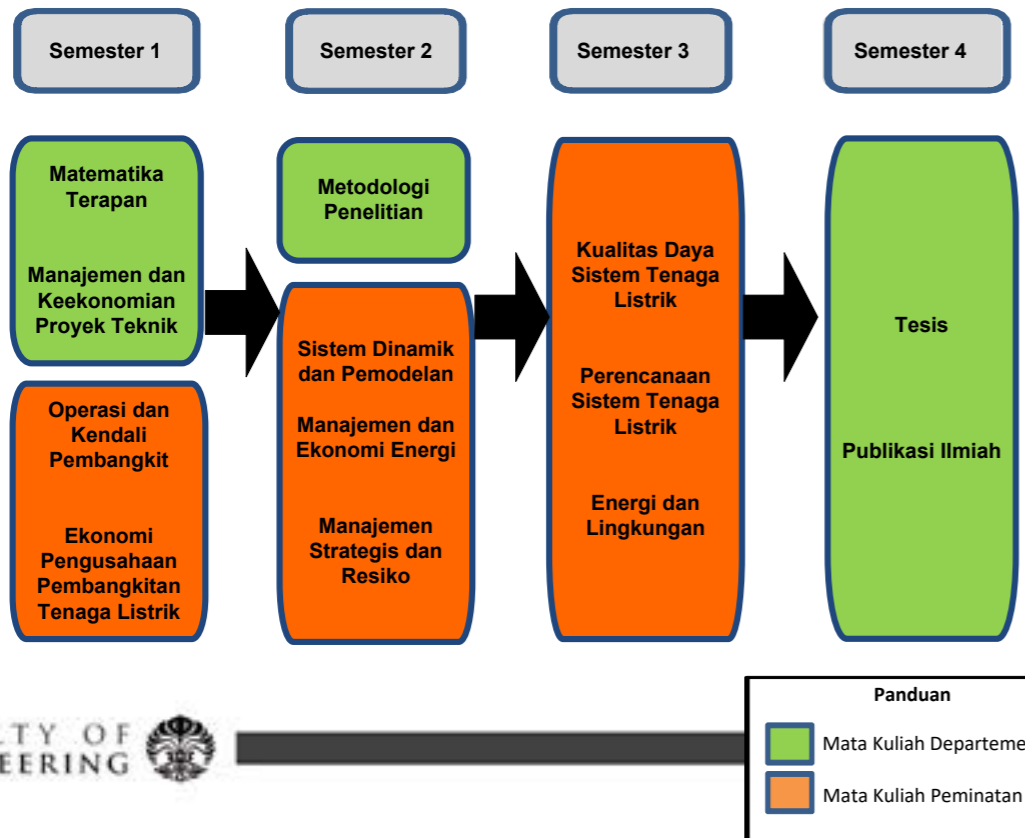 Semester 1
Semester 2
Semester 3
Semester 4
Matematika
Terapan
Manajemen dan
Keekonomian
Proyek Teknik
Operasi dan
Kendali
Pembangkit
Ekonomi
Pengusahaan
Pembangkitan
Tenaga Listrik
Metodologi
Penelitian
Sistem Dinamik
dan Pemodelan
Manajemen dan
Ekonomi Energi
Manajemen
Strategis dan
Resiko
Kualitas Daya
Sistem Tenaga
Listrik
Perencanaan
Sistem Tenaga
Listrik
Energi dan
Lingkungan
Tesis
Publikasi Ilmiah
LTY OF
EERING
Panduan
Mata Kuliah Departeme
Mata Kuliah Peminatan